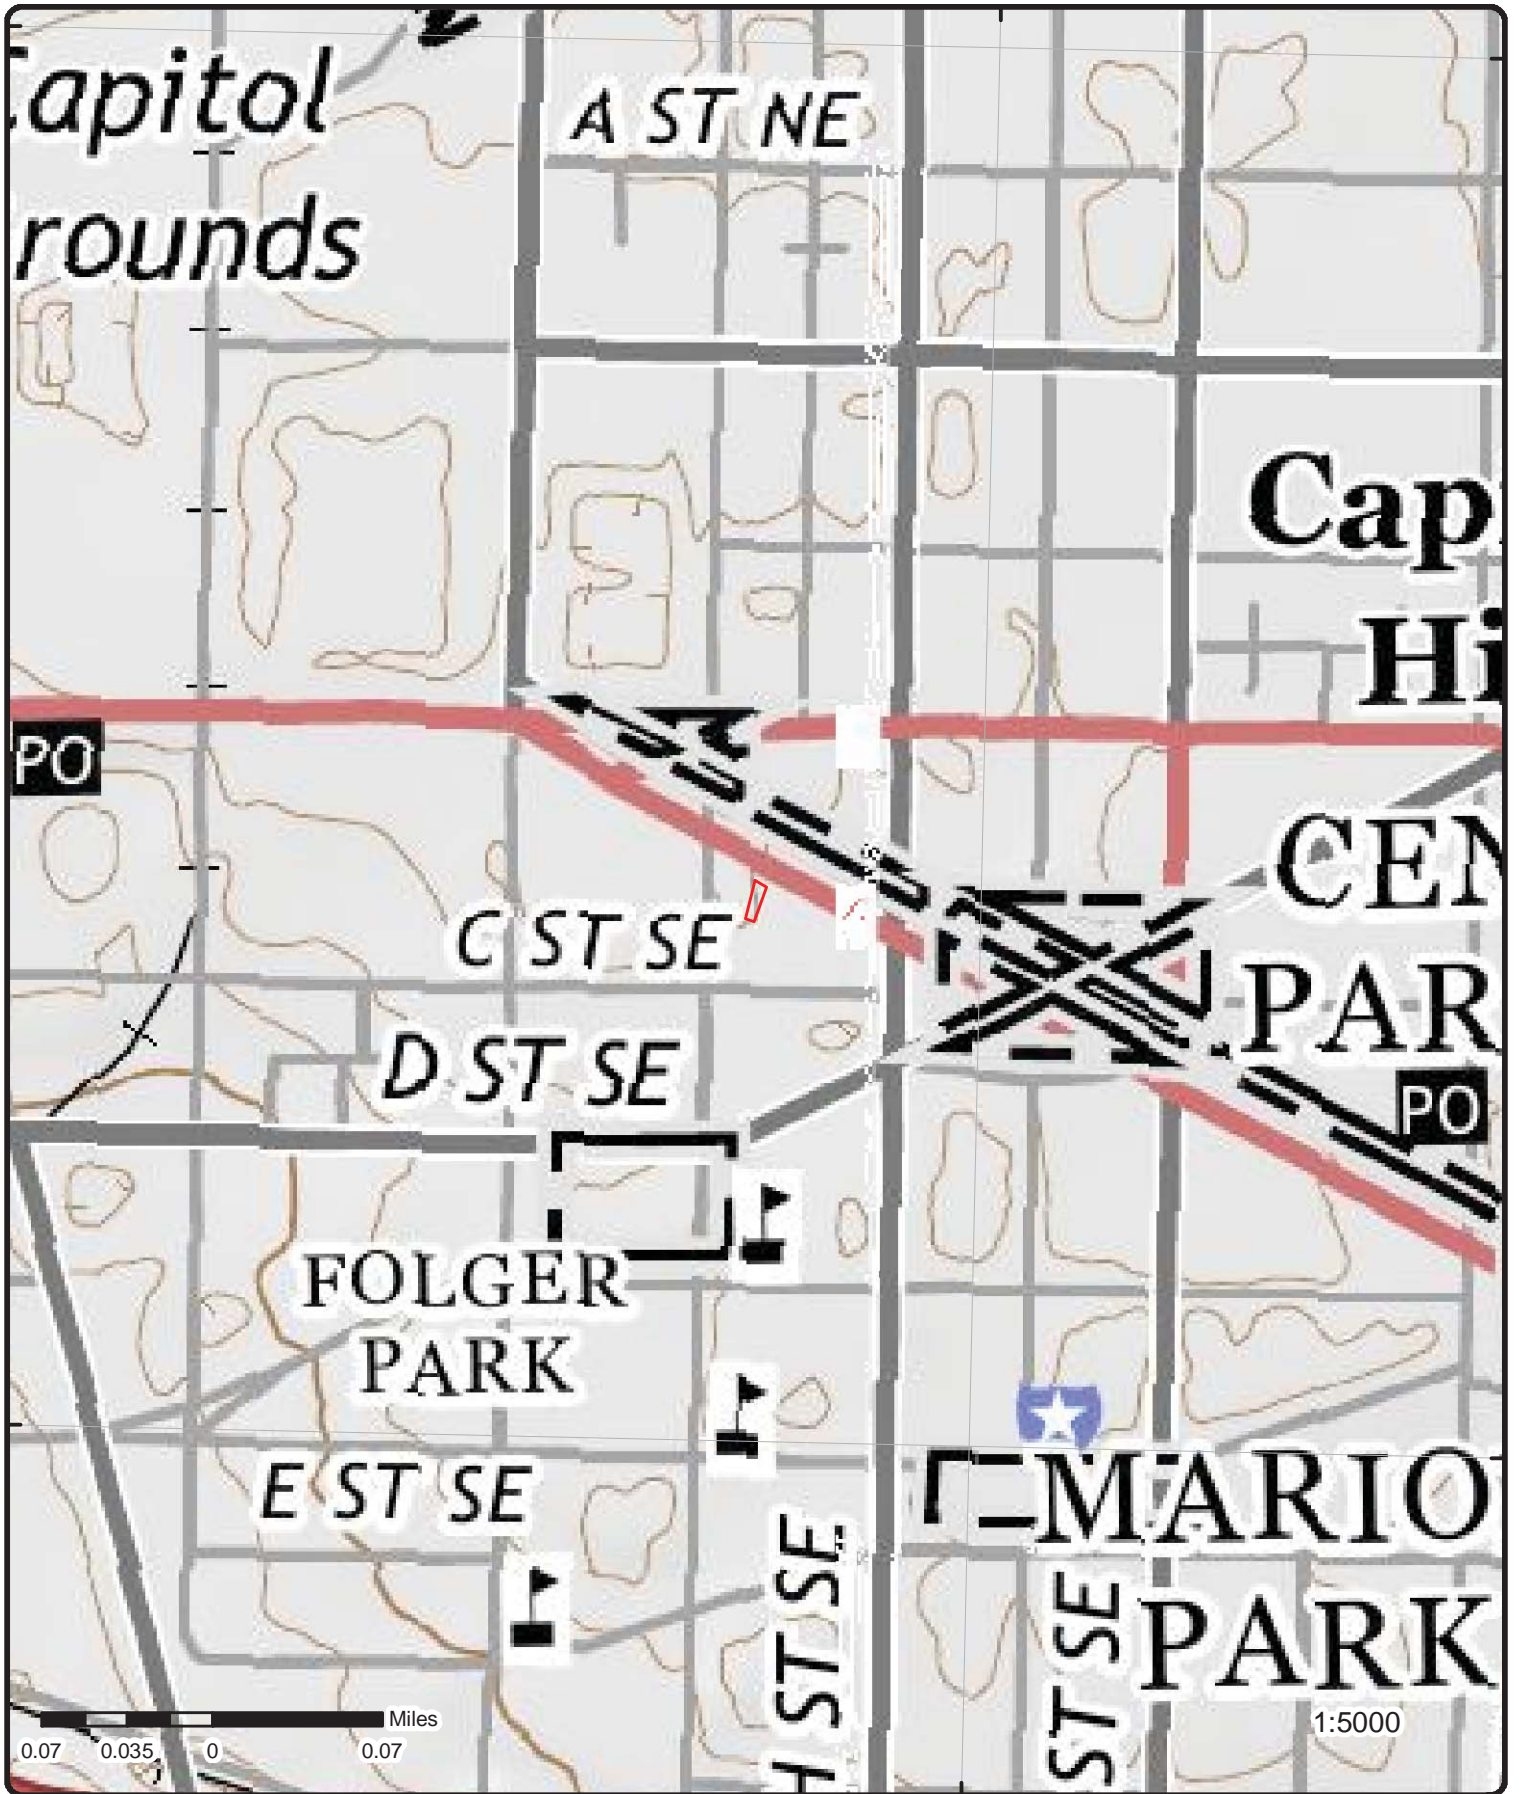 Capitol
A ST NE
rounds
Cap
Hi
PO
CEN
C ST SE
PAR
D ST SE
PO
FOLGER
PARK
E ST SE
MARIO
H ST SE
ST SE
PARK
Miles
0.07 0.035 0 0.07
1:5000